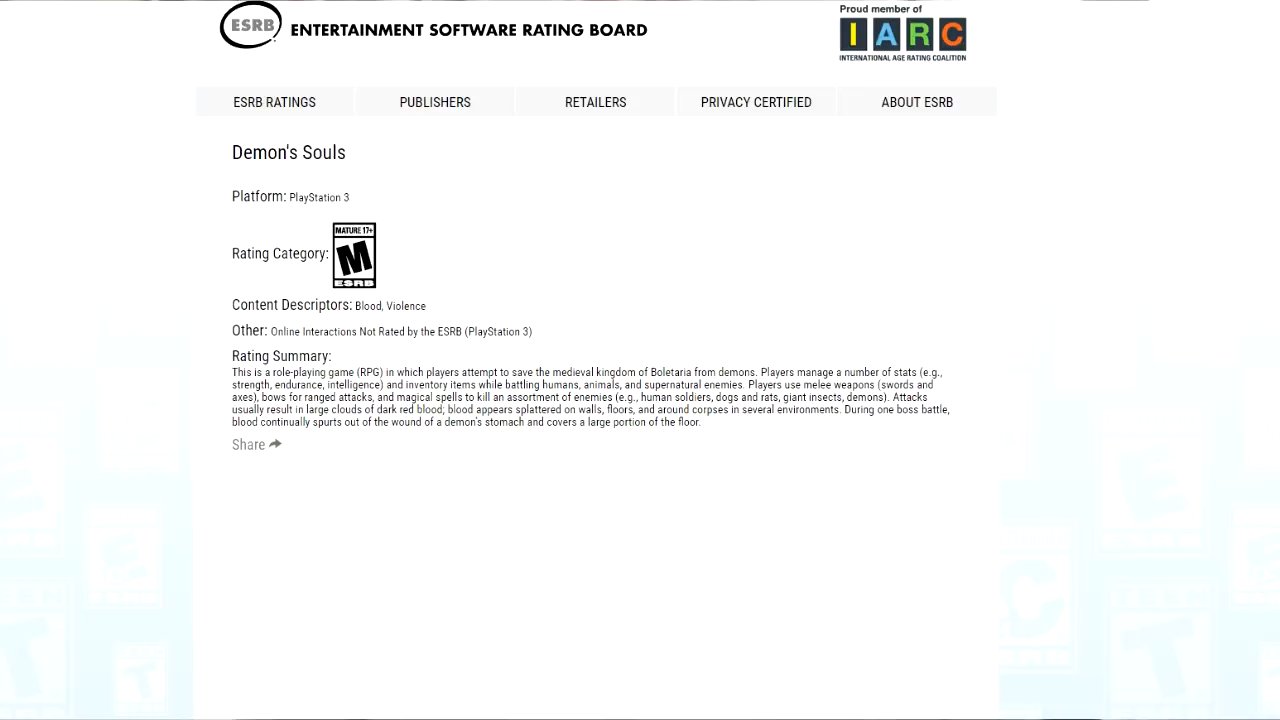 ESRB
ENTERTAINMENT SOFTWARE RATING BOARD
Proud member of
IARC
INTERNATIONAL AGE RATING COALITION
ESRB RATINGS
PUBLISHERS
RETAILERS
PRIVACY CERTIFIED
ABOUT ESRB
Demon's Souls
Platform: PlayStation 3
MATURE 17+
Rating Category: M
ESRB
Content Descriptors: Blood, Violence
Other: Online Interactions Not Rated by the ESRB (PlayStation 3)
Rating Summary:
This is a role-playing game (RPG) in which players attempt to save the medieval kingdom of Boletaria from demons. Players manage a number of stats (e.g.,
strength, endurance, intelligence) and inventory items while battling humans, animals, and supernatural enemies. Players use melee weapons (swords and
axes), bows for ranged attacks, and magical spells to kill an assortment of enemies (e.g., human soldiers, dogs and rats, giant insects, demons). Attacks
usually result in large clouds of dark red blood; blood appears splattered on walls, floors, and around corpses in several environments. During one boss battle,
blood continually spurts out of the wound of a demon's stomach and covers a large portion of the floor.
Share